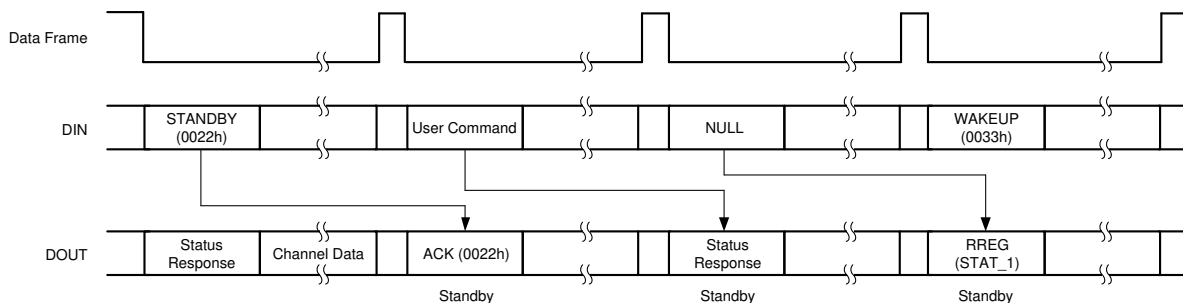 Data Frame
DIN
STANDBY
(0022h)
User Command
NULL
WAKEUP
(0033h)
DOUT
Status
Response
Channel Data
ACK (0022h)
Status
Response
RREG
(STAT_1)
Standby
Standby
Standby